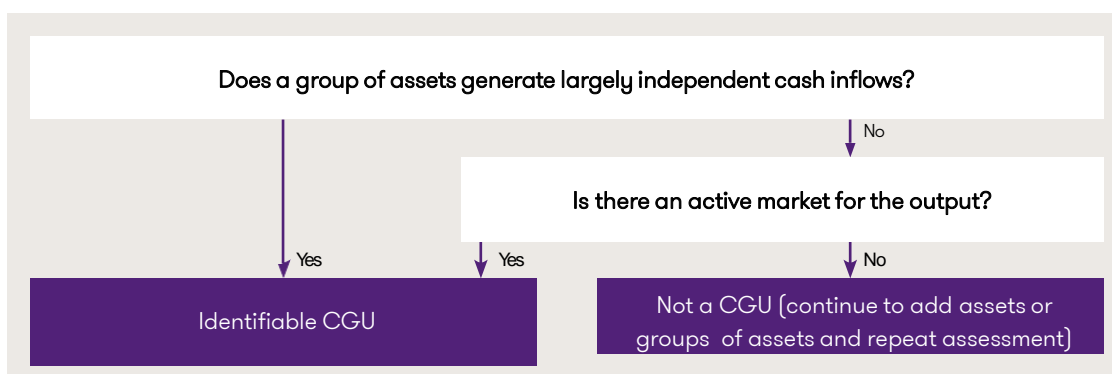 Does a group of assets generate largely independent cash inflows?
No
Is there an active market for the output?
Yes
Yes
No
Identifiable CGU
Not a CGU (continue to add assets or
groups of assets and repeat assessment)